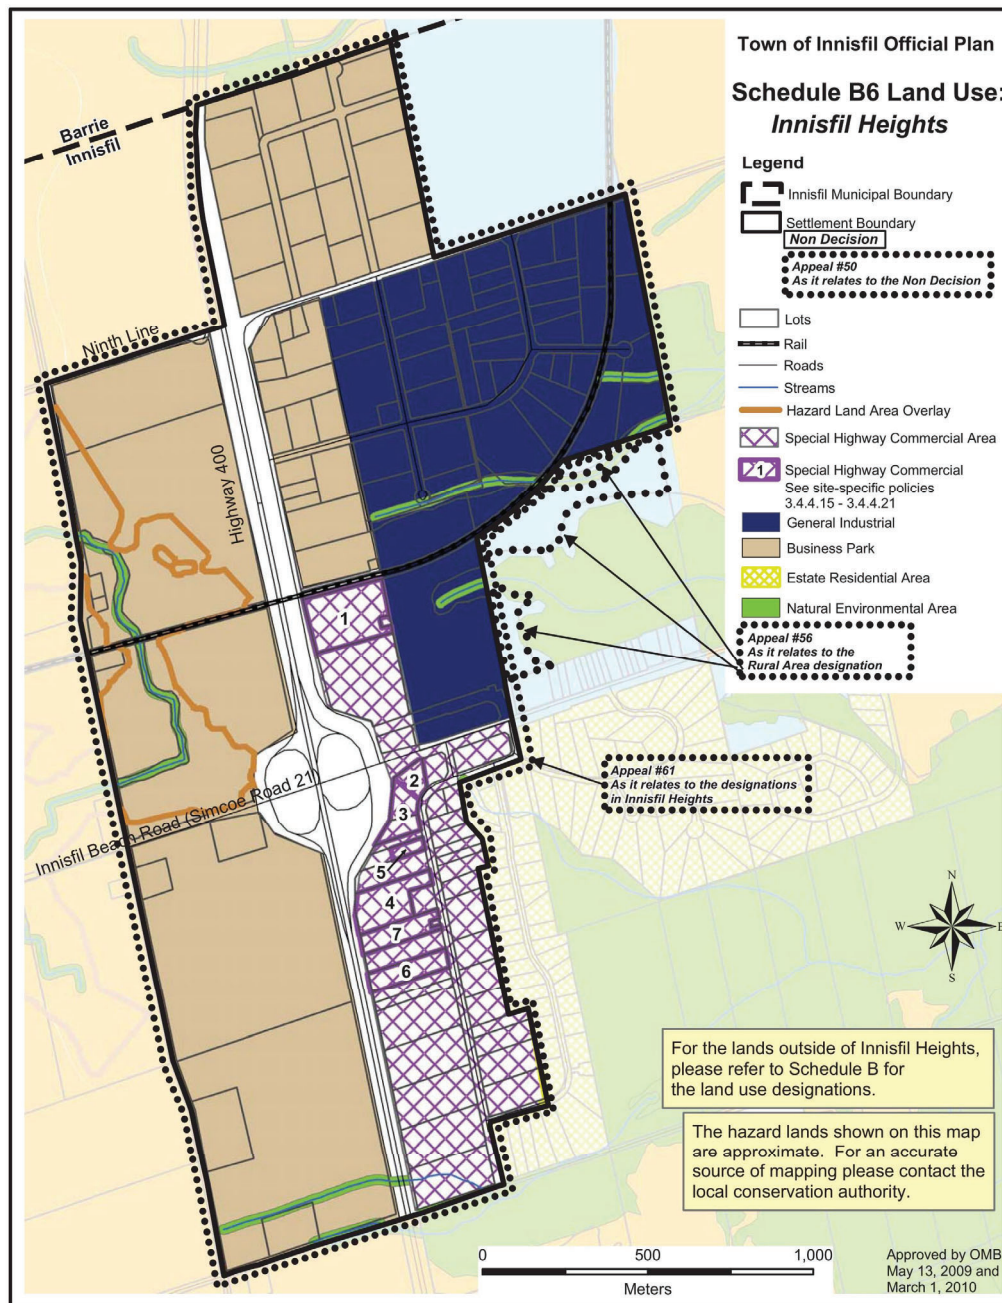 Town of Innisfil Official Plan
Schedule B6 Land Use:
Innisfil Heights
Legend
Innisfil Municipal Boundary
Settlement Boundary
Non Decision
Appeal #50
As it relates to the Non Decision
Lots
Rail
Roads
Streams
Hazard Land Area Overlay
Special Highway Commercial Area
1
Special Highway Commercial
See site-specific policies
3.4.4.15 - 3.4.4.21
General Industrial
Business Park
Estate Residential Area
Natural Environmental Area
Appeal #56
As it relates to the
Rural Area designation
Appeal #61
As it relates to the designations
in Innisfil Heights
Barrie
Innisfil
Ninth Line
Highway 400
Innisfil Beach Road (Simcoe Road 21)
1
2
3
5
4
7
6
N
W
E
S
For the lands outside of Innisfil Heights,
please refer to Schedule B for
the land use designations.
The hazard lands shown on this map
are approximate. For an accurate
source of mapping please contact the
local conservation authority.
0
500
1,000
Meters
Approved by OMB
May 13, 2009 and
March 1, 2010